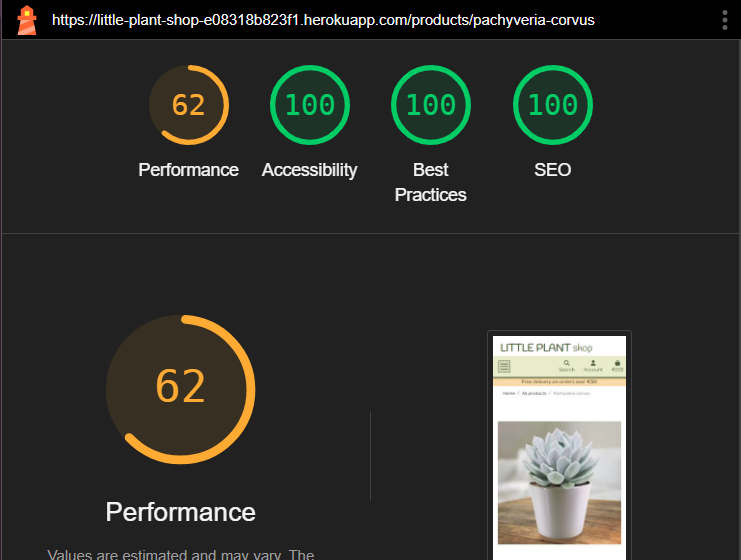 https://little-plant-shop-e08318b823f1.herokuapp.com/products/pachyveria-corvus
62
100
100
100
Performance
Accessibility
Best
Practices
SEO
62
Performance
Values are estimated and may vary. The
LITTLE PLANT shop
Search
Account
Free delivery on orders over €50!
Home / All products / Pachyveria corvus